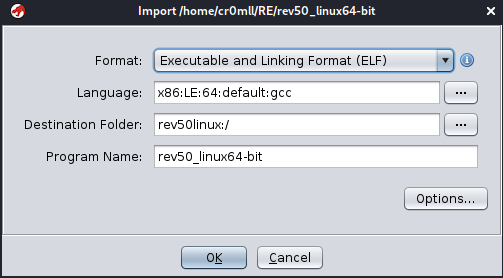 Import /home/cr0mll/RE/rev50_linux64-bit
Format: Executable and Linking Format (ELF)
Language: x86:LE:64:default:gcc ...
Destination Folder: rev50linux:/ ...
Program Name: rev50_linux64-bit
Options...
OK Cancel